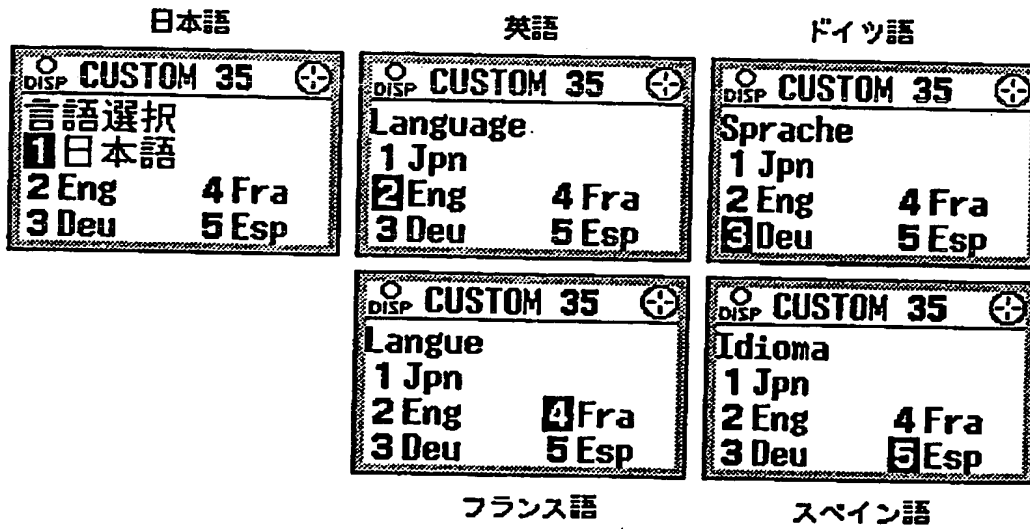 日本語
DISP CUSTOM 35
言語選択
1 日本語
2 Eng 4 Fra
3 Deu 5 Esp
英語
DISP CUSTOM 35
Language
1 Jpn
2 Eng 4 Fra
3 Deu 5 Esp
ドイツ語
DISP CUSTOM 35
Sprache
1 Jpn
2 Eng 4 Fra
3 Deu 5 Esp
DISP CUSTOM 35
Langue
1 Jpn
2 Eng 4 Fra
3 Deu 5 Esp
フランス語
DISP CUSTOM 35
Idioma
1 Jpn
2 Eng 4 Fra
3 Deu 5 Esp
スペイン語